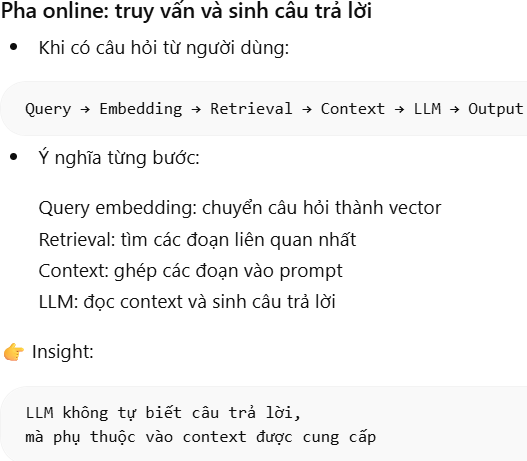 Pha online: truy vấn và sinh câu trả lời
• Khi có câu hỏi từ người dùng:
Query → Embedding → Retrieval → Context → LLM → Output
• Ý nghĩa từng bước:
Query embedding: chuyển câu hỏi thành vector
Retrieval: tìm các đoạn liên quan nhất
Context: ghép các đoạn vào prompt
LLM: đọc context và sinh câu trả lời
👉 Insight:
LLM không tự biết câu trả lời,
mà phụ thuộc vào context được cung cấp